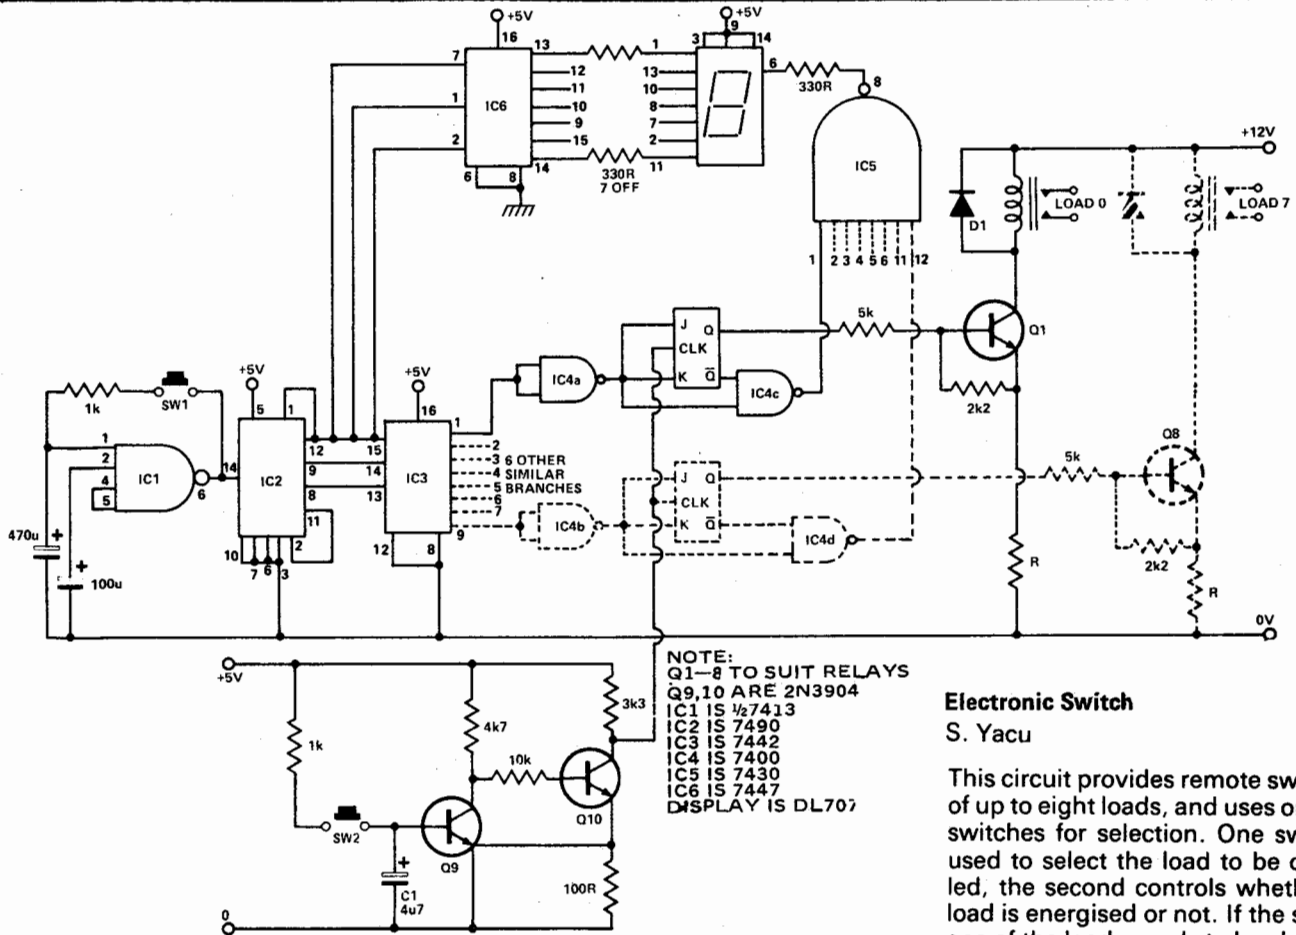 +5V
16
7
13
12
11
1
IC6
10
9
2
15
14
6
8
330R
7 OFF
+5V
3
9
14
1
13
10
8
7
2
11
6
330R
8
IC5
1
2
3
4
5
6
11
12
+12V
D1
LOAD 0
LOAD 7
J
Q
CLK
K
Q̅
IC4a
IC4c
5k
Q1
2k2
1k
SW1
+5V
5
1
+5V
16
1
2
3
4
5
6
7
9
6 OTHER
SIMILAR
BRANCHES
1
2
4
5
IC1
6
14
IC2
12
9
8
11
2
15
14
13
IC3
12
8
10
7
6
3
470u
+
+
100u
J
Q
CLK
K
Q̅
IC4b
IC4d
5k
Q8
2k2
R
R
0V
+5V
1k
4k7
3k3
10k
SW2
Q9
Q10
+
C1
4u7
100R
0
NOTE:
Q1–8 TO SUIT RELAYS
Q9,10 ARE 2N3904
IC1 IS ½7413
IC2 IS 7490
IC3 IS 7442
IC4 IS 7400
IC5 IS 7430
IC6 IS 7447
DISPLAY IS DL707
Electronic Switch
S. Yacu
This circuit provides remote sw
of up to eight loads, and uses o
switches for selection. One sw
used to select the load to be c
led, the second controls wheth
load is energised or not. If the s